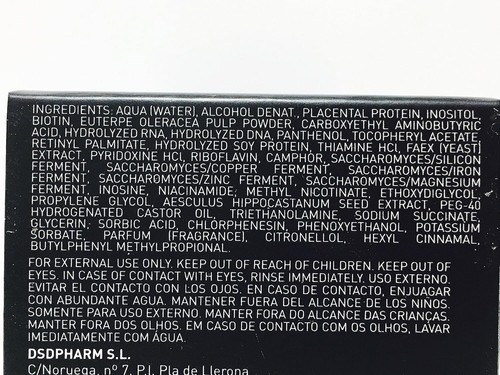 INGREDIENTS: AQUA (WATER), ALCOHOL DENAT, PLACENTAL PROTEIN, INOSITOL,
BIOTIN, EUTERPE OLERACEA PULP POWDER, CARBOXYETHYL AMINOBUTYRIC
ACID, HYDROLYZED RNA, HYDROLYZED DNA, PANTHENOL, TOCOPHERYL ACETATE
RETINYL PALMITATE, HYDROLYZED SOY PROTEIN, THIAMINE HCl, FAEX (YEAST)
EXTRACT, PYRIDOXINE HCl, RIBOFLAVIN, CAMPHOR, SACCHAROMYCES/SILICON
FERMENT, SACCHAROMYCES/COPPER FERMENT, SACCHAROMYCES/IRON
FERMENT, SACCHAROMYCES/ZINC FERMENT, SACCHAROMYCES/MAGNESIUM
FERMENT, INOSINE, NIACINAMIDE, METHYL NICOTINATE, ETHOXYDIGLYCOL,
PROPYLENE GLYCOL, AESCULUS HIPPOCASTANUM SEED EXTRACT, PEG-40
HYDROGENATED CASTOR OIL, TRIETHANOLAMINE, SODIUM SUCCINATE,
GLYCERIN, SORBIC ACID, CHLORPHENESIN, PHENOXYETHANOL, POTASSIUM
SORBATE, PARFUM (FRAGRANCE), CITRONELLOL, HEXYL CINNAMAL,
BUTYLPHENYL METHYLPROPIONAL.
FOR EXTERNAL USE ONLY. KEEP OUT OF REACH OF CHILDREN. KEEP OUT OF
EYES. IN CASE OF CONTACT WITH EYES, RINSE IMMEDIATELY. USO EXTERNO.
EVITAR EL CONTACTO CON LOS OJOS. EN CASO DE CONTACTO, ENJUAGAR
CON ABUNDANTE AGUA. MANTENER FUERA DEL ALCANCE DE LOS NIÑOS.
SOMENTE PARA USO EXTERNO. MANTER FORA DO ALCANCE DAS CRIANÇAS.
MANTER FORA DOS OLHOS. EM CASO DE CONTACTO COM OS OLHOS, LAVAR
IMEDIATAMENTE COM ÁGUA.
DSDPHARM S.L.
C/Noruega, nº 7. P.I. Pla de Llerona